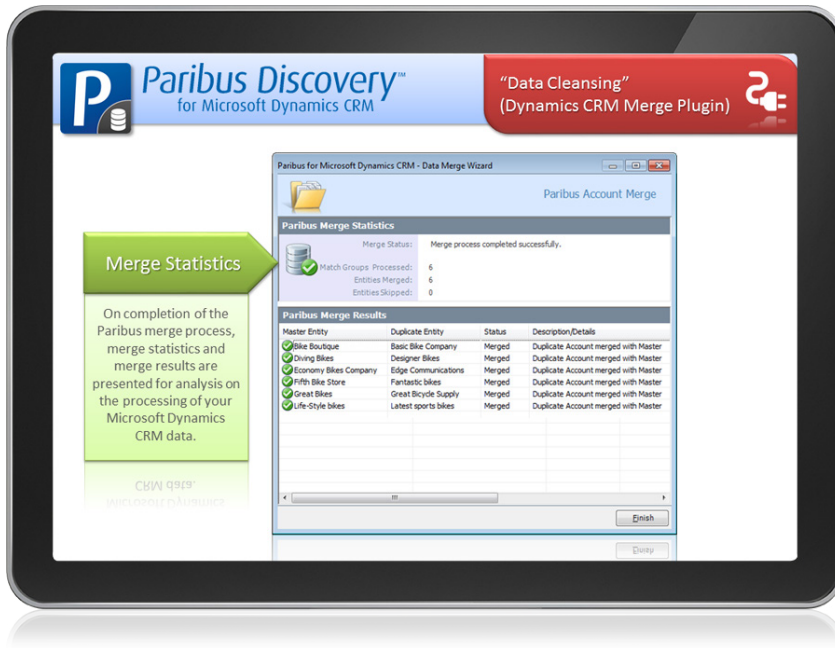 Paribus Discovery™
for Microsoft Dynamics CRM
“Data Cleansing”
(Dynamics CRM Merge Plugin)
Merge Statistics
On completion of the
Paribus merge process,
merge statistics and
merge results are
presented for analysis on
the processing of your
Microsoft Dynamics
CRM data.
Paribus for Microsoft Dynamics CRM - Data Merge Wizard
Paribus Account Merge
Paribus Merge Statistics
Merge Status: Merge process completed successfully.
Match Groups Processed: 6
Entities Merged: 6
Entities Skipped: 0
Paribus Merge Results
Master Entity Duplicate Entity Status Description/Details
Bike Boutique Basic Bike Company Merged Duplicate Account merged with Master
Diving Bikes Designer Bikes Merged Duplicate Account merged with Master
Economy Bikes Company Edge Communications Merged Duplicate Account merged with Master
Fifth Bike Store Fantastic bikes Merged Duplicate Account merged with Master
Great Bikes Great Bicycle Supply Merged Duplicate Account merged with Master
Life-Style bikes Latest sports bikes Merged Duplicate Account merged with Master
Finish